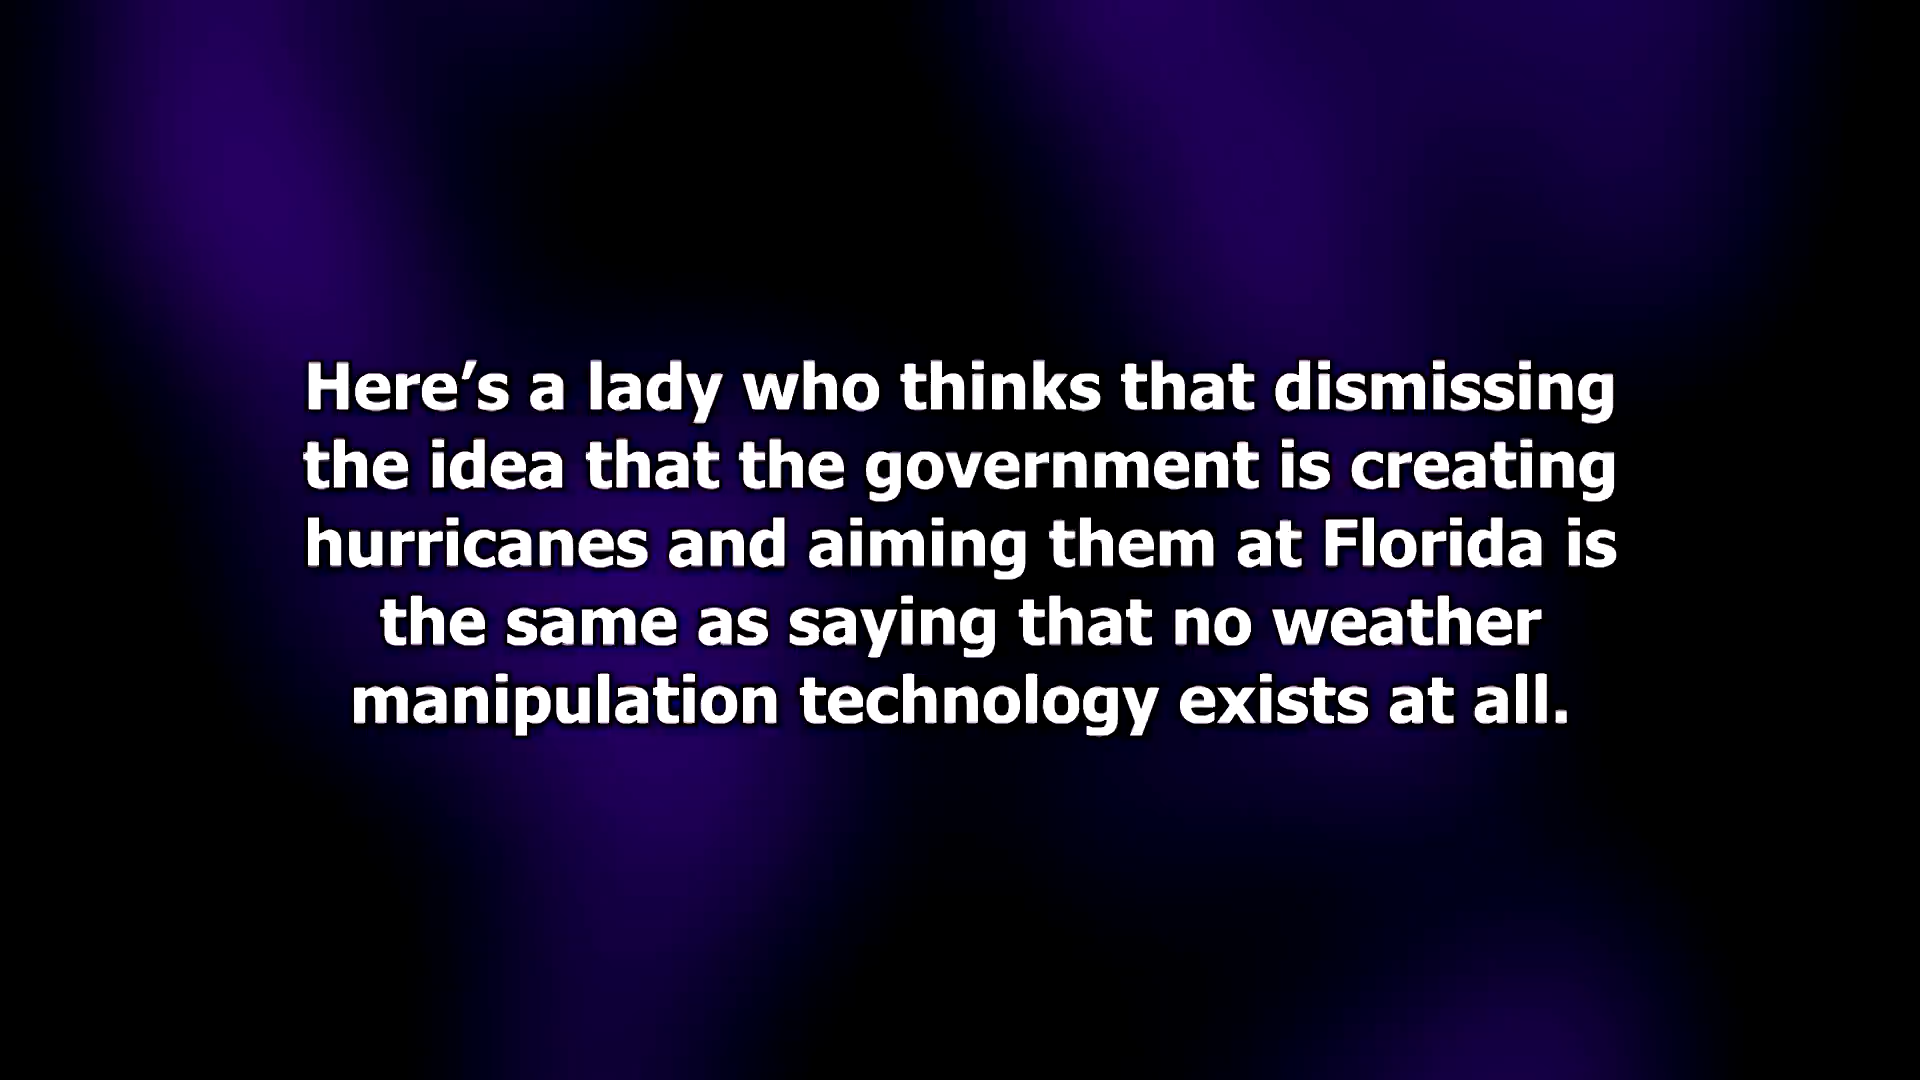 Here’s a lady who thinks that dismissing
the idea that the government is creating
hurricanes and aiming them at Florida is
the same as saying that no weather
manipulation technology exists at all.